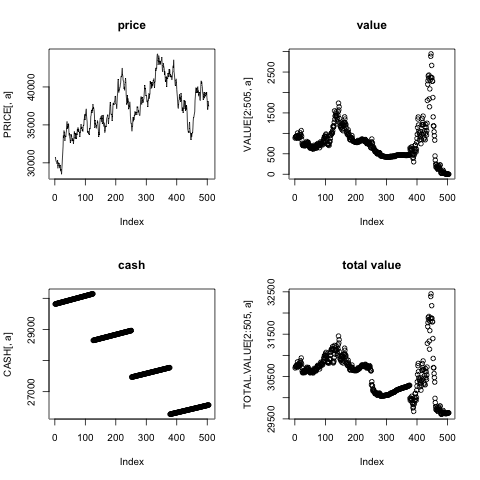 price
PRICE[, a]
30000 35000 40000
0 100 200 300 400 500
Index
value
VALUE[2:505, a]
0 500 1500 2500
0 100 200 300 400 500
Index
cash
CASH[, a]
27000 29000
0 100 200 300 400 500
Index
total value
TOTAL.VALUE[2:505, a]
29500 30500 31500 32500
0 100 200 300 400 500
Index